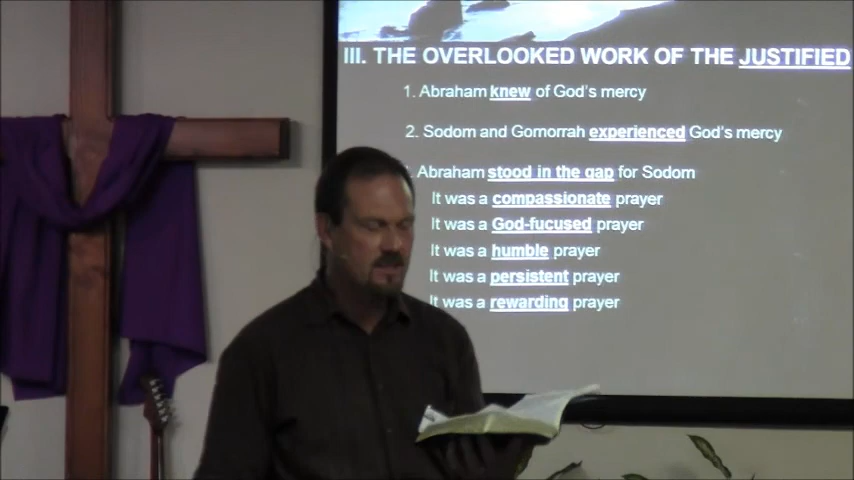 III. THE OVERLOOKED WORK OF THE JUSTIFIED
1. Abraham knew of God's mercy
2. Sodom and Gomorrah experienced God's mercy
. Abraham stood in the gap for Sodom
It was a compassionate prayer
It was a God-fucused prayer
It was a humble prayer
It was a persistent prayer
It was a rewarding prayer